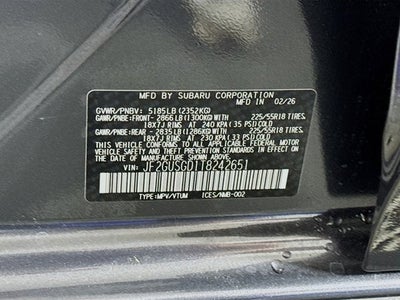 MFD. BY SUBARU CORPORATION
MFD.IN 02/26
GVWR/PNBV: 5185LB (2352KG)
GAWR/PNBE: FRONT- 2866LB (1300KG) WITH/AVEC 225/55R18 TIRES,
18X7J RIMS, AT 240 KPA( 35 PSI) COLD
GAWR/PNBE: REAR - 2835LB (1286KG) WITH/AVEC 225/55R18 TIRES,
18X7J RIMS, AT 230 KPA( 33 PSI) COLD
THIS VEHICLE CONFORMS TO ALL APPLICABLE FEDERAL MOTOR VEHICLE
SAFETY AND THEFT PREVENTION STANDARDS IN EFFECT ON THE DATE OF
VIN: JF2GUSGD1T8242651
TYPE: MPV/VTUM ICES/NMB-002